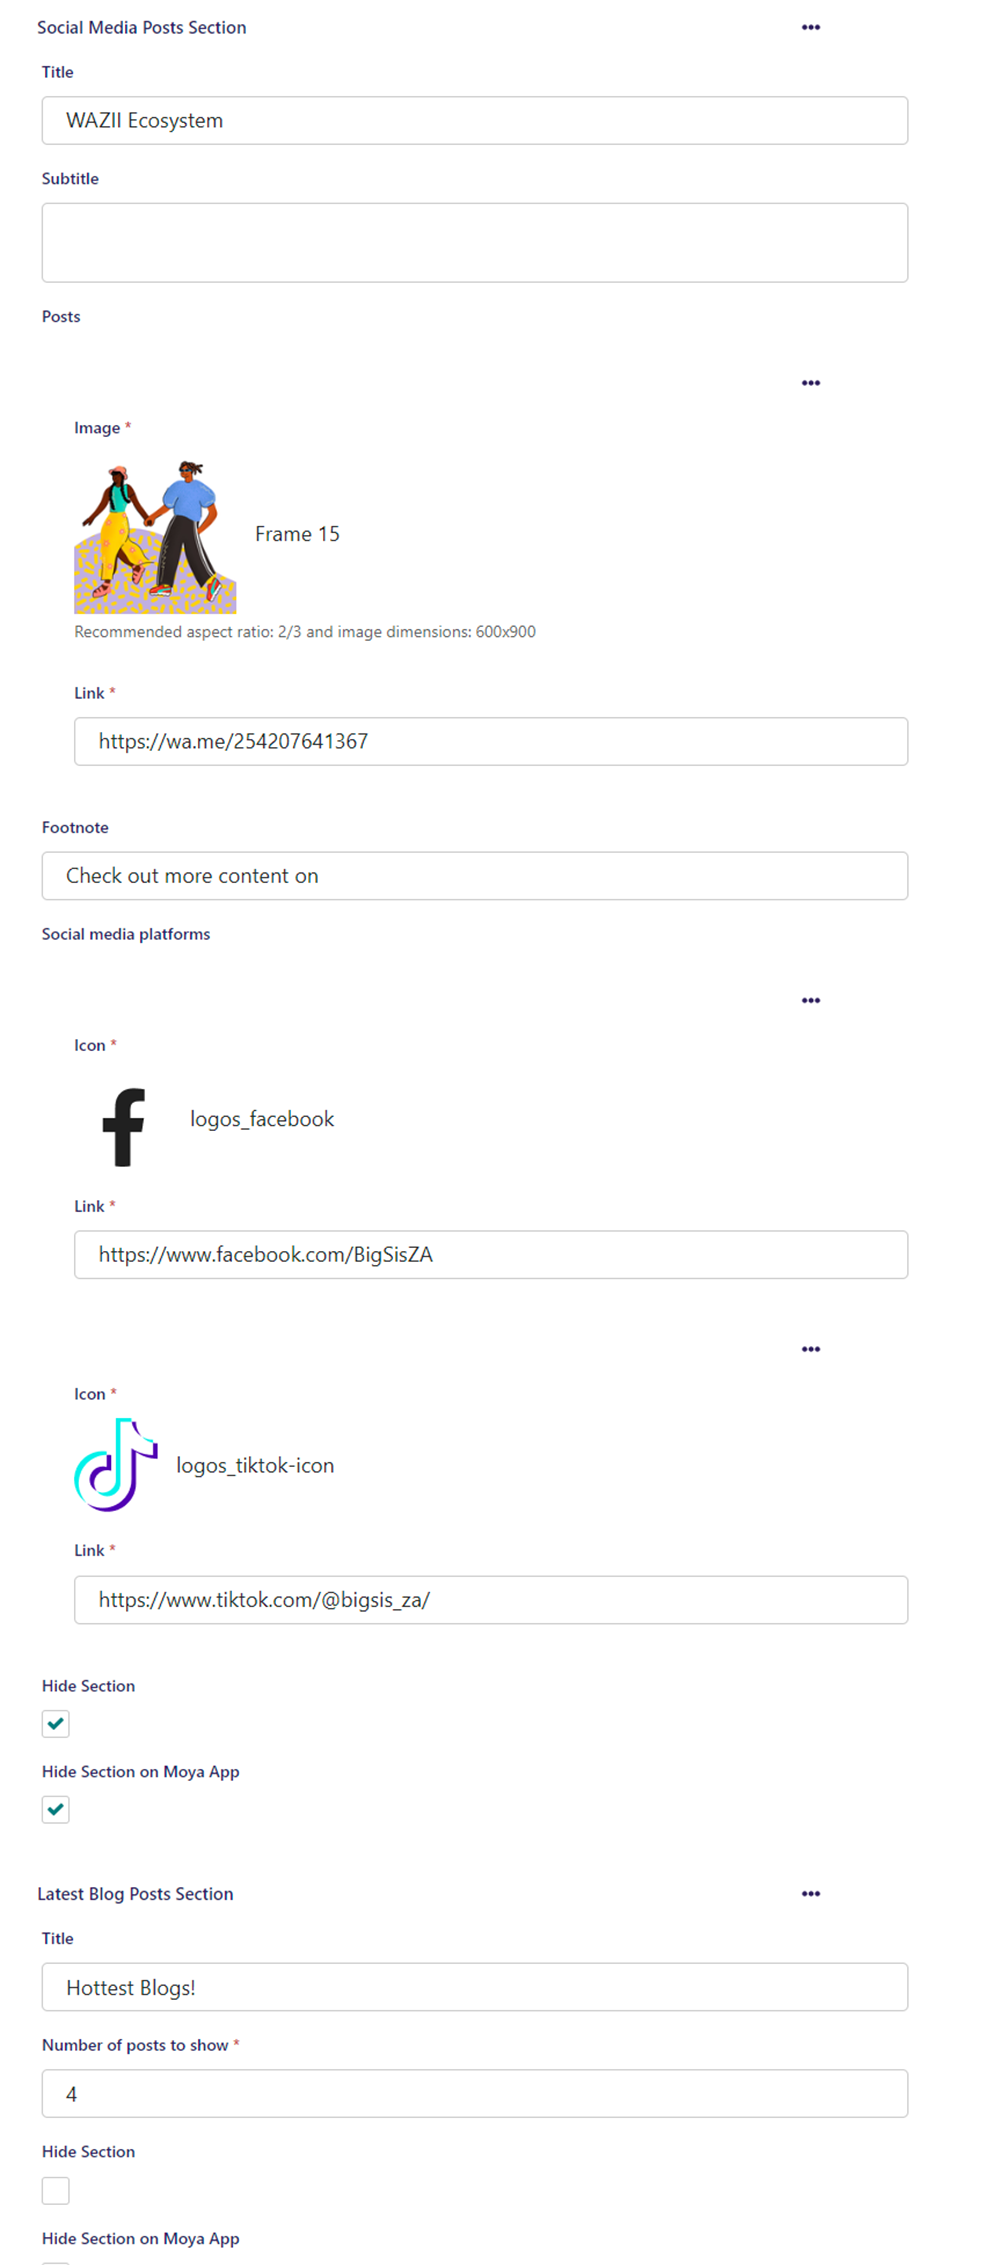 Social Media Posts Section
Title
WAZII Ecosystem
Subtitle
Posts
Image *
Frame 15
Recommended aspect ratio: 2/3 and image dimensions: 600x900
Link *
https://wa.me/254207641367
Footnote
Check out more content on
Social media platforms
Icon *
logos_facebook
Link *
https://www.facebook.com/BigSisZA
Icon *
logos_tiktok-icon
Link *
https://www.tiktok.com/@bigsis_za/
Hide Section
Hide Section on Moya App
Latest Blog Posts Section
Title
Hottest Blogs!
Number of posts to show *
4
Hide Section
Hide Section on Moya App